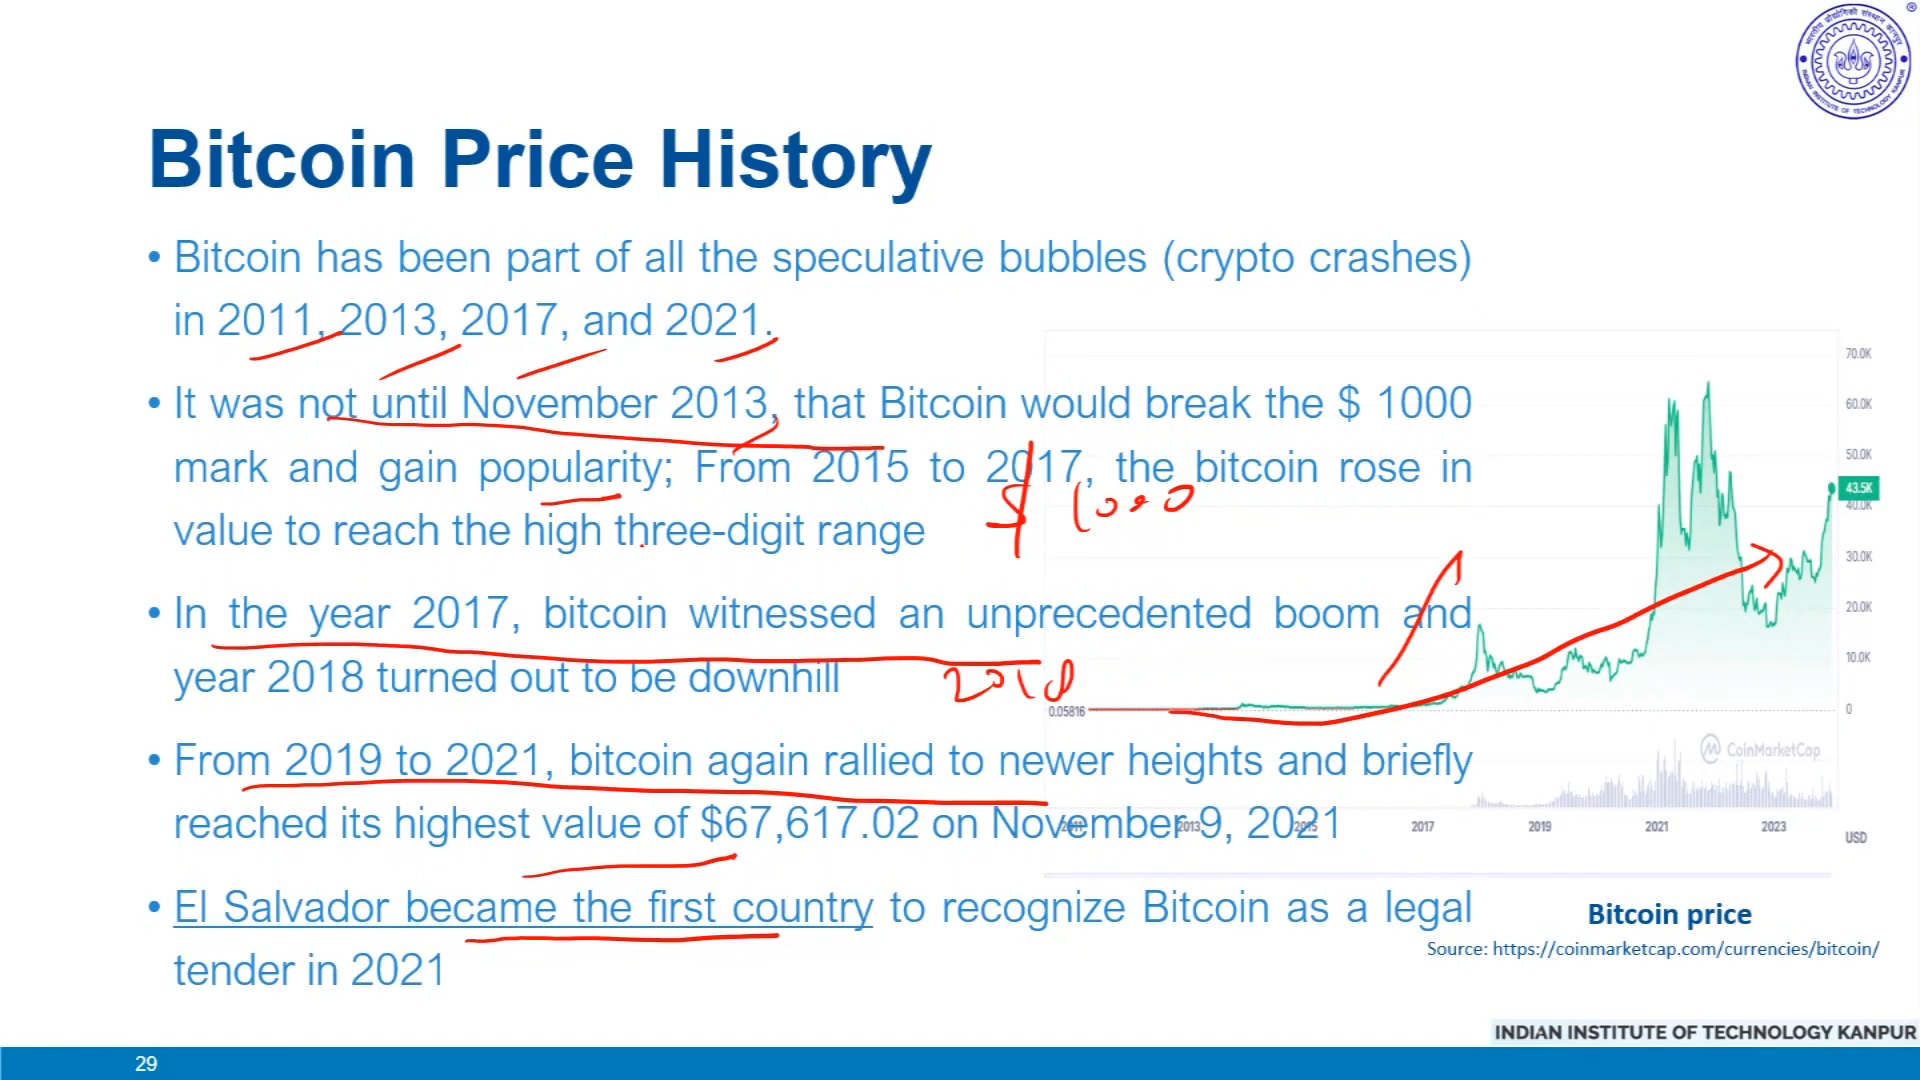 Bitcoin Price History
• Bitcoin has been part of all the speculative bubbles (crypto crashes)
in 2011, 2013, 2017, and 2021.
• It was not until November 2013, that Bitcoin would break the $ 1000
mark and gain popularity; From 2015 to 2017, the bitcoin rose in
value to reach the high three-digit range
$ 1000
• In the year 2017, bitcoin witnessed an unprecedented boom and
year 2018 turned out to be downhill
2018
• From 2019 to 2021, bitcoin again rallied to newer heights and briefly
reached its highest value of $67,617.02 on November 9, 2021
• El Salvador became the first country to recognize Bitcoin as a legal
tender in 2021
70.0K
60.0K
50.0K
43.5K
40.0K
30.0K
20.0K
10.0K
0
0.05816
CoinMarketCap
2011 2013 2015 2017 2019 2021 2023
USD
Bitcoin price
Source: https://coinmarketcap.com/currencies/bitcoin/
INDIAN INSTITUTE OF TECHNOLOGY KANPUR
29